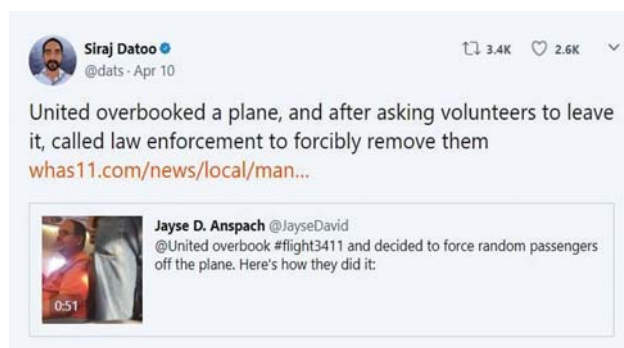 Siraj Datoo
3.4K 2.6K
@dats · Apr 10
United overbooked a plane, and after asking volunteers to leave
it, called law enforcement to forcibly remove them
whas11.com/news/local/man...
Jayse D. Anspach @JayseDavid
@United overbook #flight3411 and decided to force random passengers
off the plane. Here's how they did it:
0:51